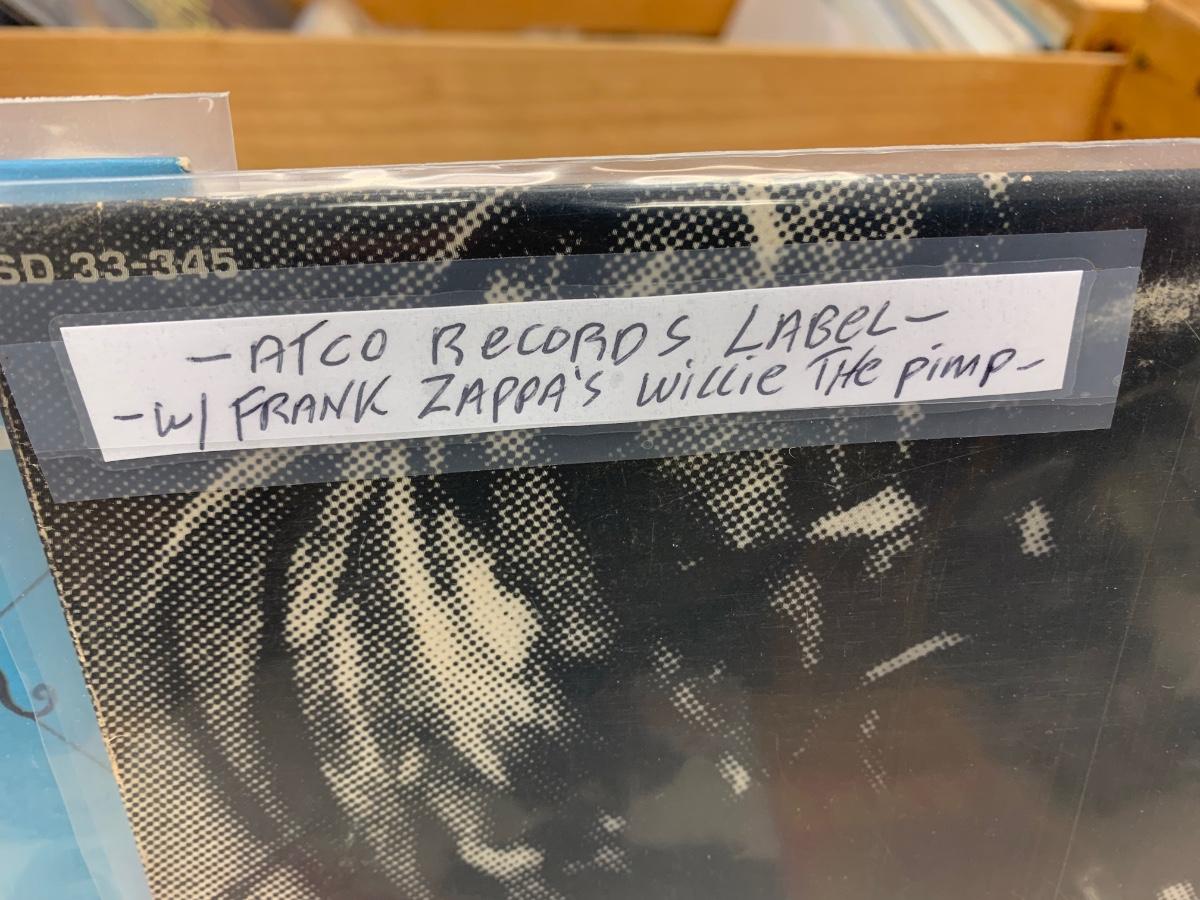 SD 33-345
- ATCO RECORDS LABEL -
- W/ FRANK ZAPPA'S WILLIE THE PIMP -